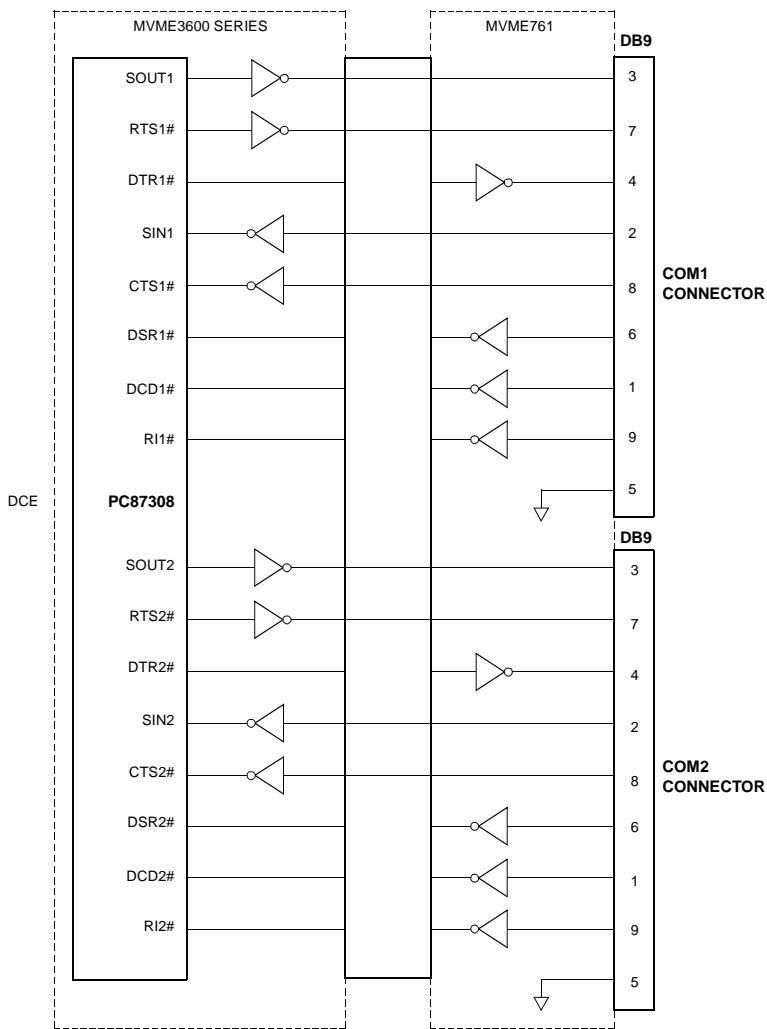 MVME3600 SERIES
MVME761
DB9
SOUT1
3
RTS1#
7
DTR1#
4
SIN1
2
CTS1#
8
COM1
CONNECTOR
DSR1#
6
DCD1#
1
RI1#
9
DCE
PC87308
5
DB9
SOUT2
3
RTS2#
7
DTR2#
4
SIN2
2
CTS2#
8
COM2
CONNECTOR
DSR2#
6
DCD2#
1
RI2#
9
5